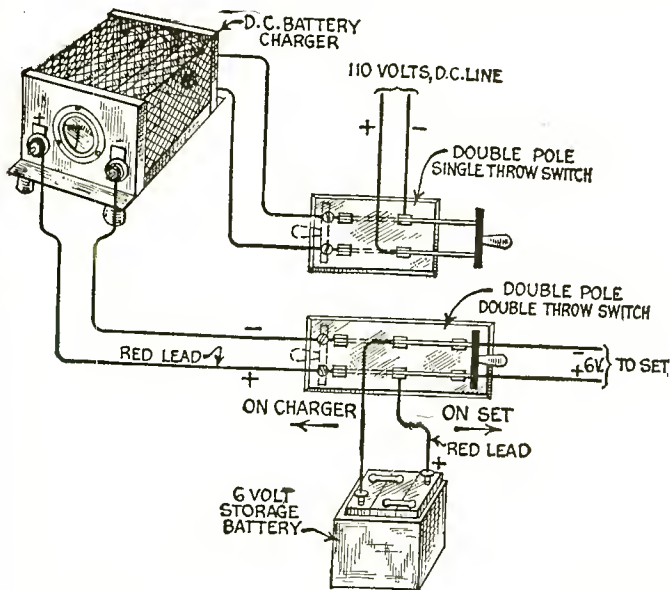 D.C. BATTERY
CHARGER
110 VOLTS, D.C. LINE
+ −
DOUBLE POLE
SINGLE THROW SWITCH
+ −
DOUBLE POLE
DOUBLE THROW SWITCH
−
RED LEAD
+
−
+ 6V. TO SET
ON CHARGER
ON SET
RED LEAD
+
6 VOLT
STORAGE
BATTERY